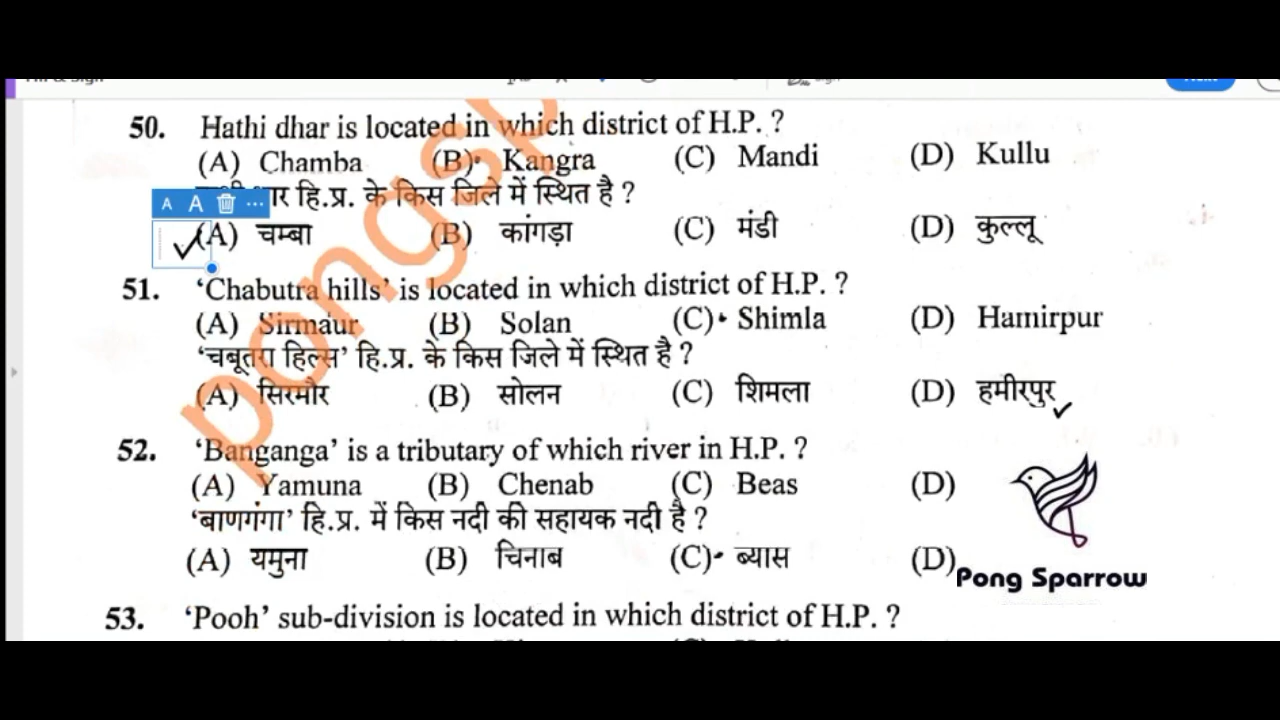 50. Hathi dhar is located in which district of H.P. ?
(A) Chamba (B) Kangra (C) Mandi (D) Kullu
हि.प्र. के किस जिले में स्थित है ?
A A ...
(A) चम्बा (B) कांगड़ा (C) मंडी (D) कुल्लू
51. ‘Chabutra hills’ is located in which district of H.P. ?
(A) Sirmaur (B) Solan (C) Shimla (D) Hamirpur
‘चबूतरा हिल्स’ हि.प्र. के किस जिले में स्थित है ?
(A) सिरमौर (B) सोलन (C) शिमला (D) हमीरपुर
52. ‘Banganga’ is a tributary of which river in H.P. ?
(A) Yamuna (B) Chenab (C) Beas (D)
‘बाणगंगा’ हि.प्र. में किस नदी की सहायक नदी है ?
(A) यमुना (B) चिनाब (C) ब्यास (D)
Pong Sparrow
53. ‘Pooh’ sub-division is located in which district of H.P. ?
pongsp